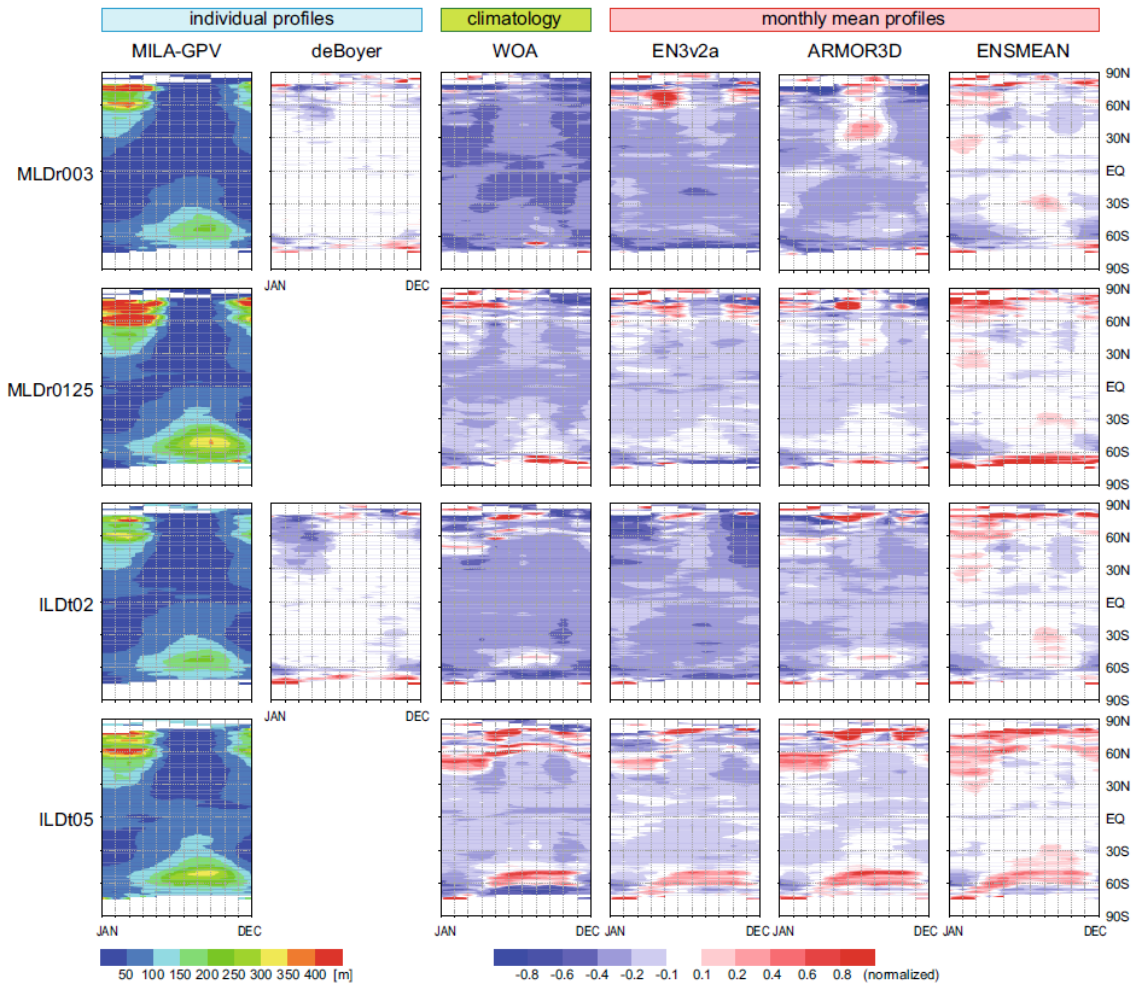 individual profiles climatology monthly mean profiles
MILA-GPV deBoyer WOA EN3v2a ARMOR3D ENSMEAN
90N
60N
30N
MLDr003 EQ
30S
60S
90S
JAN DEC
90N
60N
30N
MLDr0125 EQ
30S
60S
90S
90N
60N
30N
ILDt02 EQ
30S
60S
90S
JAN DEC
90N
60N
30N
ILDt05 EQ
30S
60S
90S
JAN DEC JAN DEC JAN DEC JAN DEC JAN DEC
50 100 150 200 250 300 350 400 [m] -0.8 -0.6 -0.4 -0.2 -0.1 0.1 0.2 0.4 0.6 0.8 (normalized)